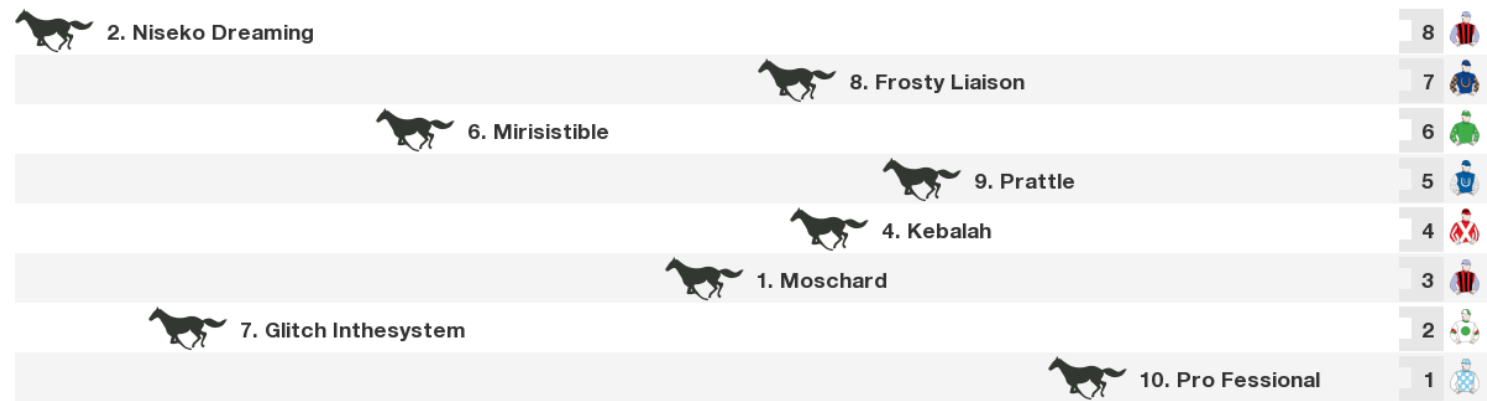 2. Niseko Dreaming 8
8. Frosty Liaison 7
6. Mirisistible 6
9. Prattle 5
4. Kebalah 4
1. Moschard 3
7. Glitch Inthesystem 2
10. Pro Fessional 1